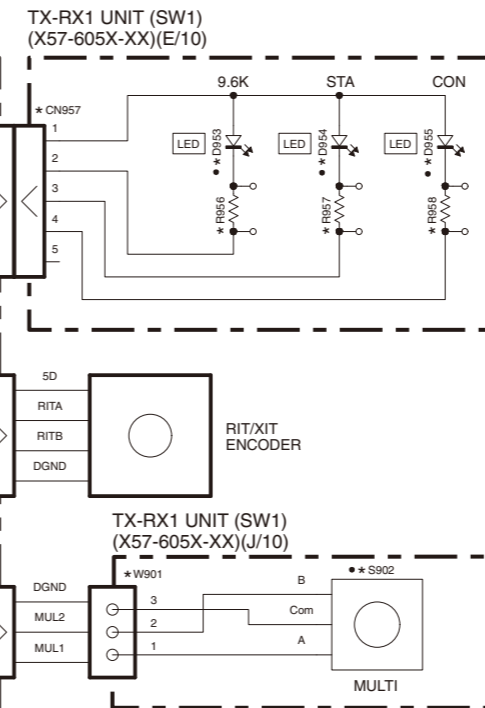 TX-RX1 UNIT (SW1)
(X57-605X-XX)(E/10)
9.6K STA CON
* CN957
1
2
3
4
5
LED • * D953
LED • * D954
LED • * D955
* R956
* R957
* R958
5D
RITA
RITB
DGND
RIT/XIT
ENCODER
TX-RX1 UNIT (SW1)
(X57-605X-XX)(J/10)
* W901
• * S902
DGND
MUL2
MUL1
3
2
1
B
Com
A
MULTI